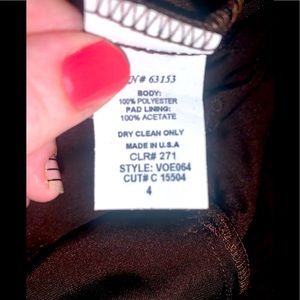 N# 63153
BODY:
100% POLYESTER
PAD LINING:
100% ACETATE
DRY CLEAN ONLY
MADE IN U.S.A
CLR# 271
STYLE: VOE064
CUT# C 15504
4